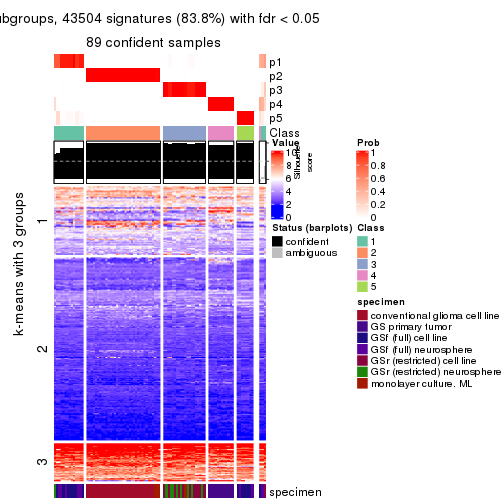 ubgroups, 43504 signatures (83.8%) with fdr < 0.05
89 confident samples
p1
p2
p3
p4
p5
Class
Silhouette
score
k-means with 3 groups
1
2
3
specimen
Value
10
8
6
4
2
0
Status (barplots)
confident
ambiguous
Prob
1
0.8
0.6
0.4
0.2
0
Class
1
2
3
4
5
specimen
conventional glioma cell line
GS primary tumor
GSf (full) cell line
GSf (full) neurosphere
GSr (restricted) cell line
GSr (restricted) neurosphere
monolayer culture. ML